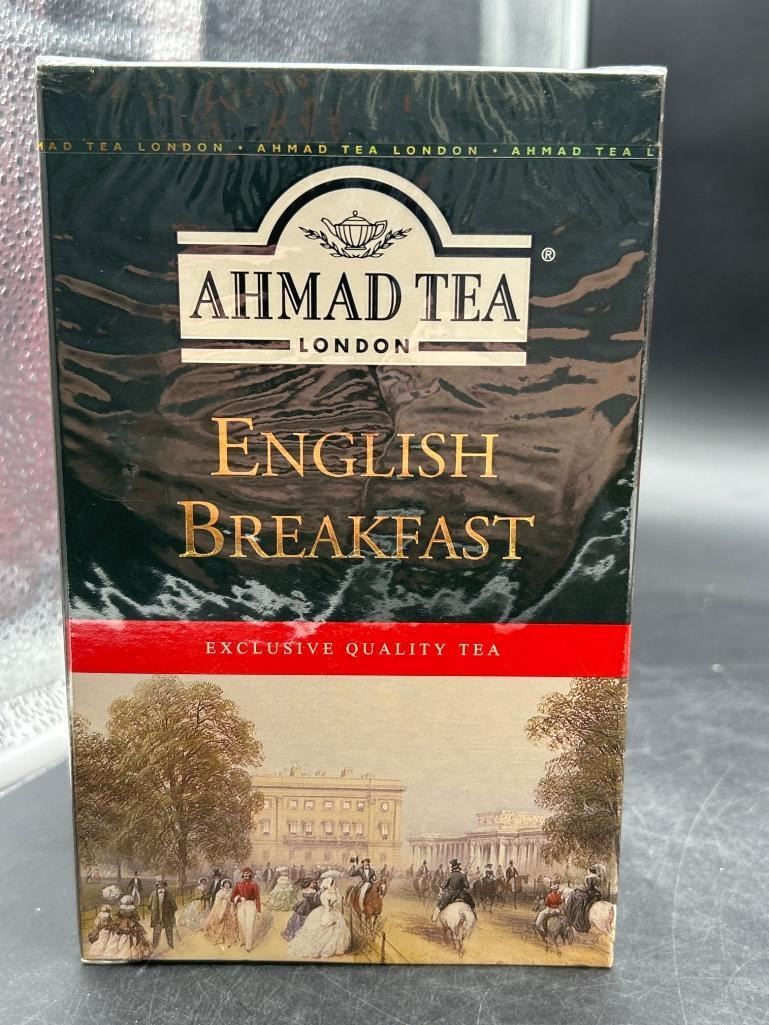 MAD TEA LONDON • AHMAD TEA LONDON • AHMAD TEA L
AHMAD TEA ®
LONDON
ENGLISH
BREAKFAST
EXCLUSIVE QUALITY TEA